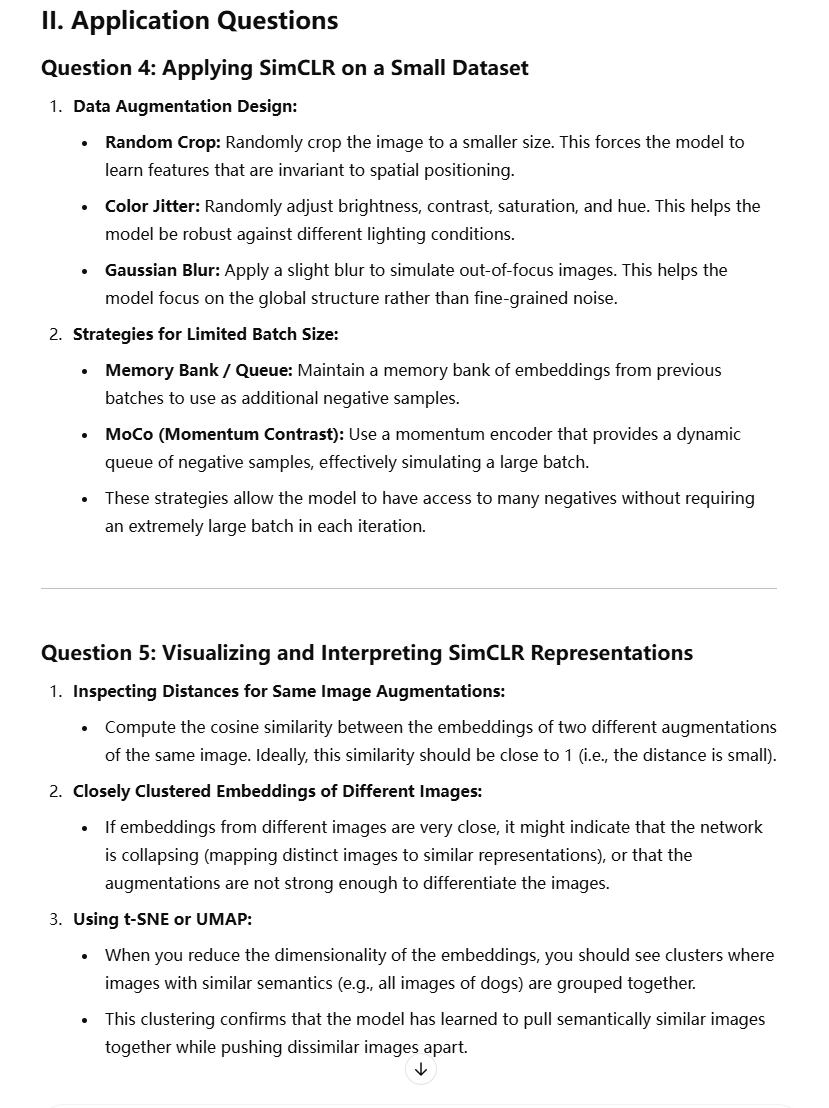 II. Application Questions
Question 4: Applying SimCLR on a Small Dataset
1. Data Augmentation Design:
• Random Crop: Randomly crop the image to a smaller size. This forces the model to
learn features that are invariant to spatial positioning.
• Color Jitter: Randomly adjust brightness, contrast, saturation, and hue. This helps the
model be robust against different lighting conditions.
• Gaussian Blur: Apply a slight blur to simulate out-of-focus images. This helps the
model focus on the global structure rather than fine-grained noise.
2. Strategies for Limited Batch Size:
• Memory Bank / Queue: Maintain a memory bank of embeddings from previous
batches to use as additional negative samples.
• MoCo (Momentum Contrast): Use a momentum encoder that provides a dynamic
queue of negative samples, effectively simulating a large batch.
• These strategies allow the model to have access to many negatives without requiring
an extremely large batch in each iteration.
Question 5: Visualizing and Interpreting SimCLR Representations
1. Inspecting Distances for Same Image Augmentations:
• Compute the cosine similarity between the embeddings of two different augmentations
of the same image. Ideally, this similarity should be close to 1 (i.e., the distance is small).
2. Closely Clustered Embeddings of Different Images:
• If embeddings from different images are very close, it might indicate that the network
is collapsing (mapping distinct images to similar representations), or that the
augmentations are not strong enough to differentiate the images.
3. Using t-SNE or UMAP:
• When you reduce the dimensionality of the embeddings, you should see clusters where
images with similar semantics (e.g., all images of dogs) are grouped together.
• This clustering confirms that the model has learned to pull semantically similar images
together while pushing dissimilar images apart.